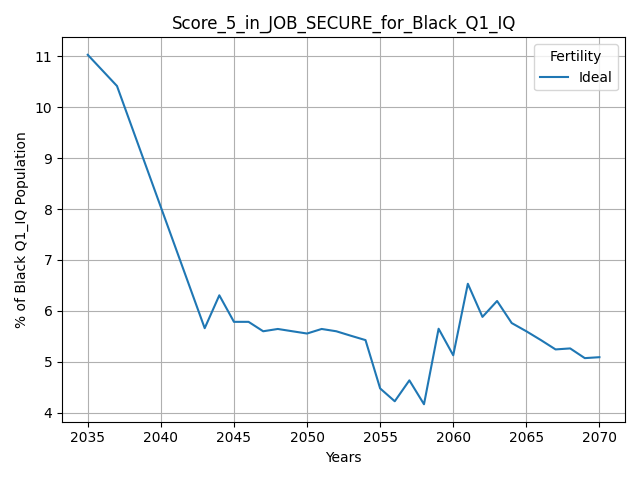 Score_5_in_JOB_SECURE_for_Black_Q1_IQ
Fertility
Ideal
% of Black Q1_IQ Population
11
10
9
8
7
6
5
4
2035 2040 2045 2050 2055 2060 2065 2070
Years